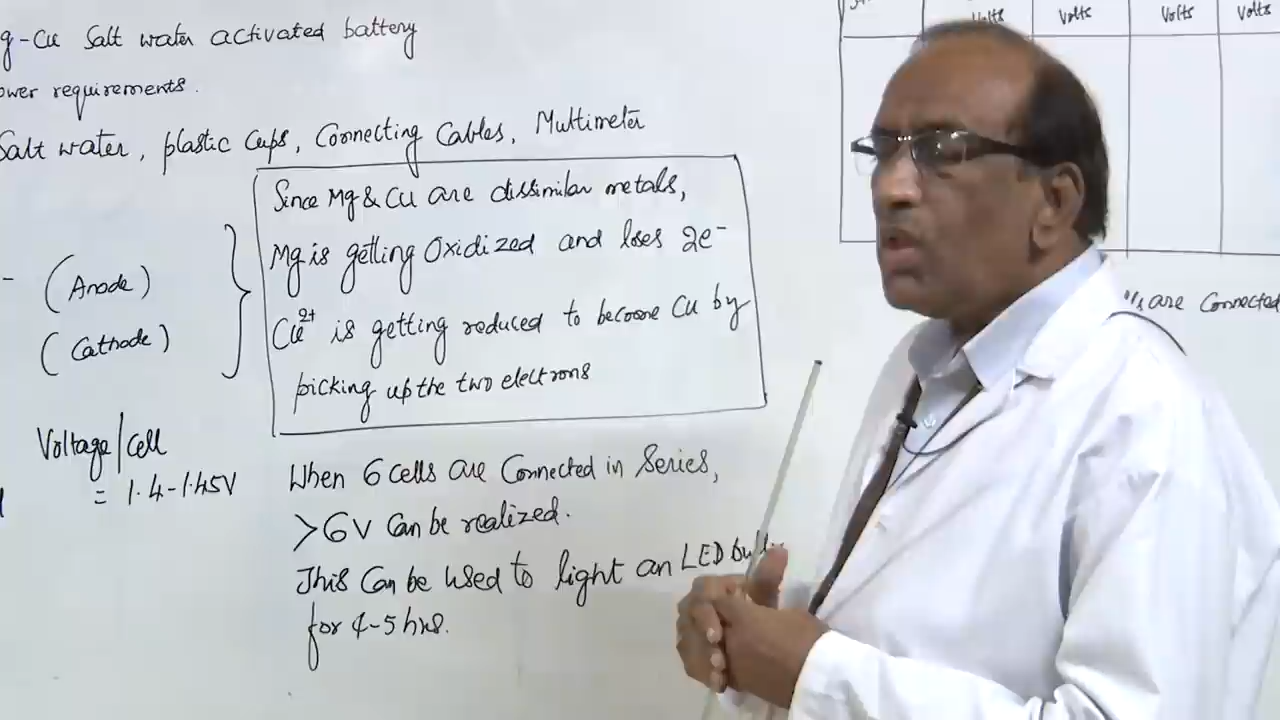 g-Cu Salt water activated battery
ower requirements.
Salt water, plastic Cups, Connecting Cables, Multimeter
Since Mg & Cu are dissimilar metals,
Mg is getting Oxidized and loses 2e⁻
Cu²⁺ is getting reduced to become Cu by
picking up the two electrons
- (Anode)
(Cathode)
Voltage/Cell
= 1.4-1.45V
When 6 cells are Connected in Series,
>6V Can be realized.
This Can be Used to light an LED bul
for 4-5 hrs.
Volts Volts Volts Volts
are Connected